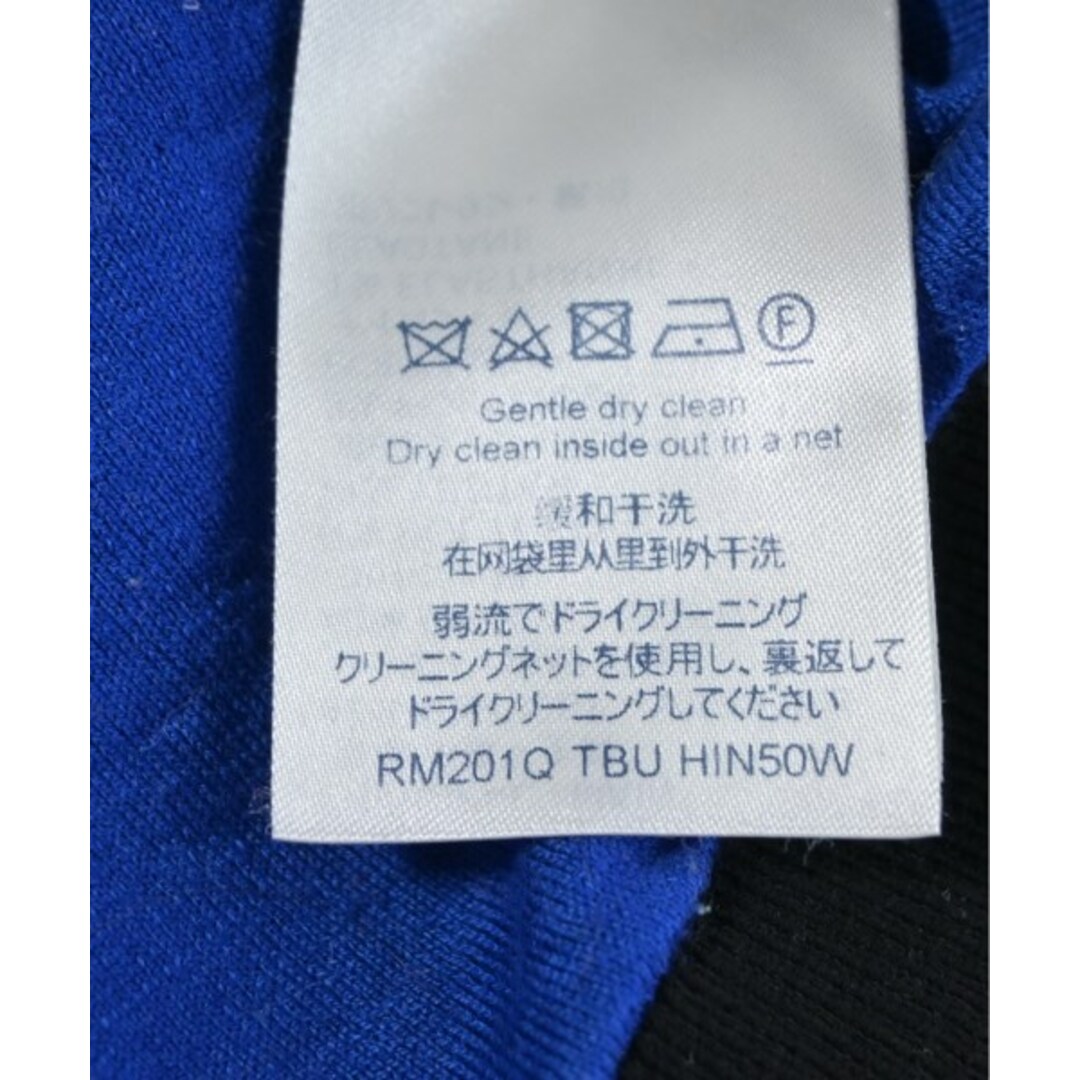 F
Gentle dry clean
Dry clean inside out in a net
缓和干洗
在网袋里从里到外干洗
弱流でドライクリーニング
クリーニングネットを使用し、裏返して
ドライクリーニングしてください
RM201Q TBU HIN50W